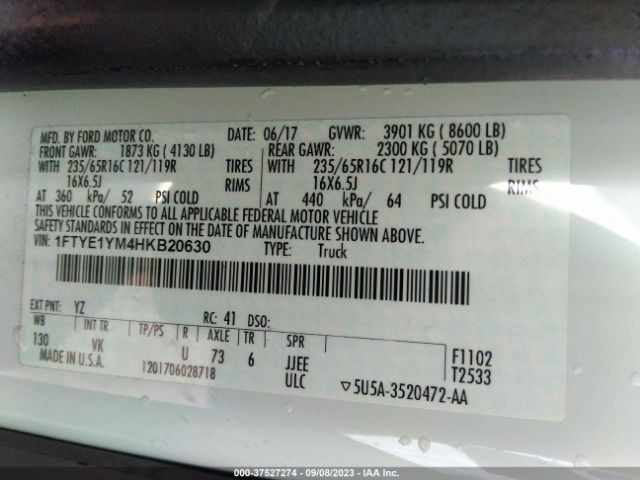 MFD. BY FORD MOTOR CO. DATE: 06/17 GVWR: 3901 KG ( 8600 LB)
FRONT GAWR: 1873 KG ( 4130 LB) REAR GAWR: 2300 KG ( 5070 LB)
WITH 235/65R16C 121/119R TIRES WITH 235/65R16C 121/119R TIRES
16X6.5J RIMS 16X6.5J RIMS
AT 360 kPa/ 52 PSI COLD AT 440 kPa/ 64 PSI COLD
THIS VEHICLE CONFORMS TO ALL APPLICABLE FEDERAL MOTOR VEHICLE
SAFETY STANDARDS IN EFFECT ON THE DATE OF MANUFACTURE SHOWN ABOVE.
VIN: 1FTYE1YM4HKB20630 TYPE: Truck
EXT PNT: YZ RC: 41 DSO:
WB INT TR TP/PS R AXLE TR SPR
130 VK U 73 6 JJEE F1102
MADE IN U.S.A. 1201706028718 ULC T2533
▽5U5A-3520472-AA
000-37527274 - 09/08/2023 - IAA Inc.